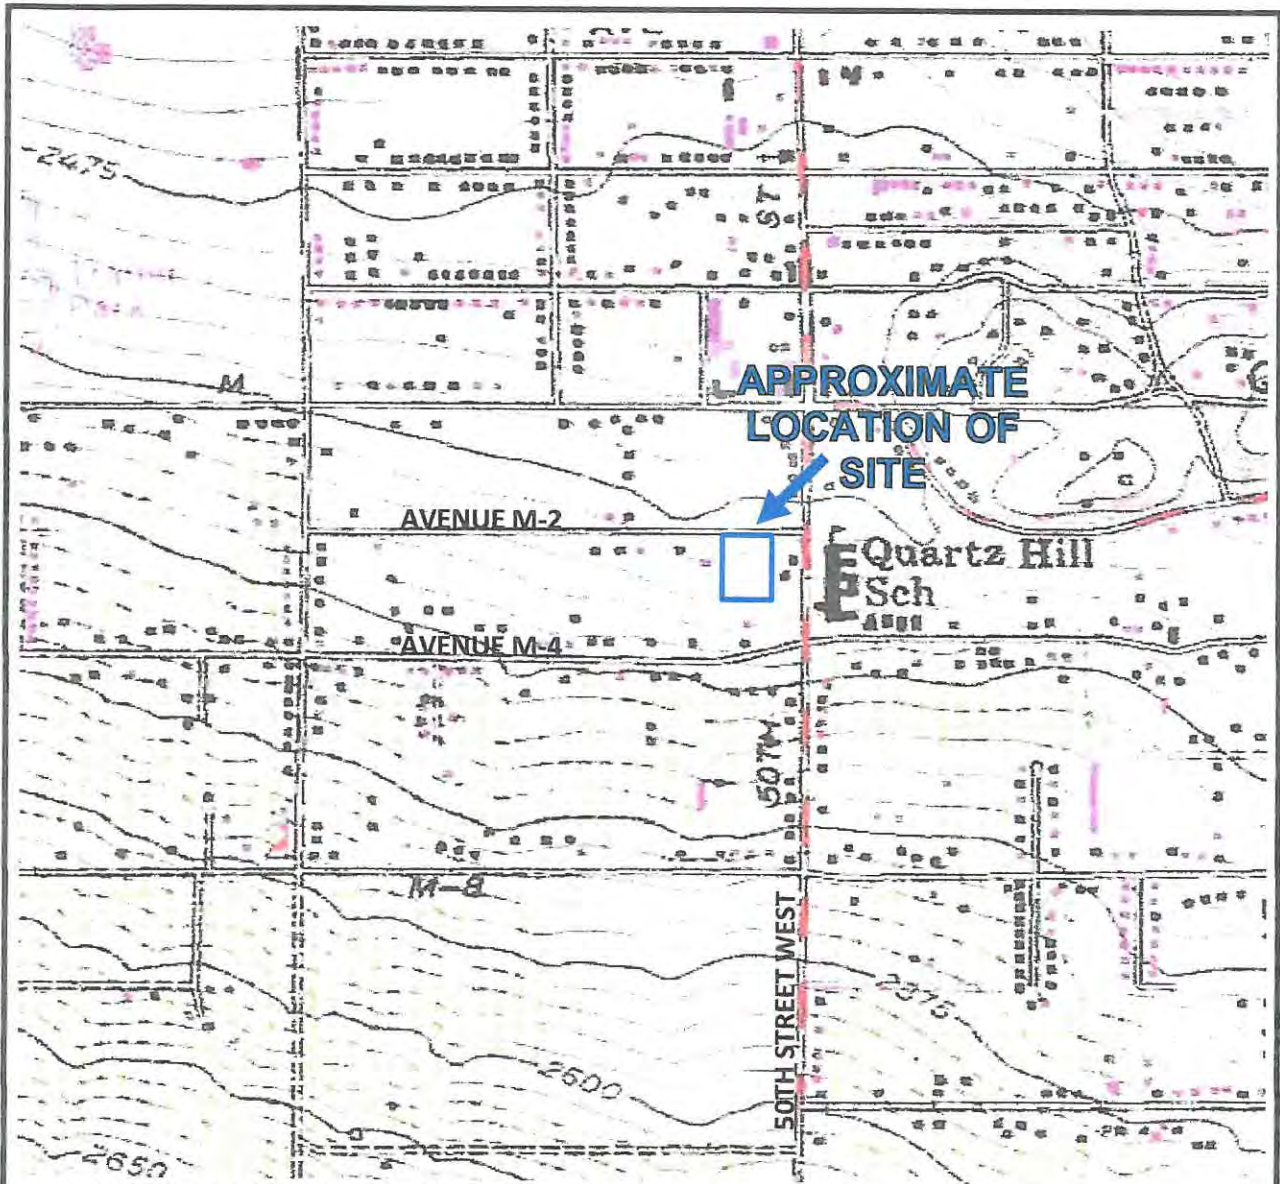 ST
2475
M
APPROXIMATE
LOCATION OF
SITE
AVENUE M-2
Quartz Hill
Sch
AVENUE M-4
50TH
M-8
2575
50TH STREET WEST
2600
2650